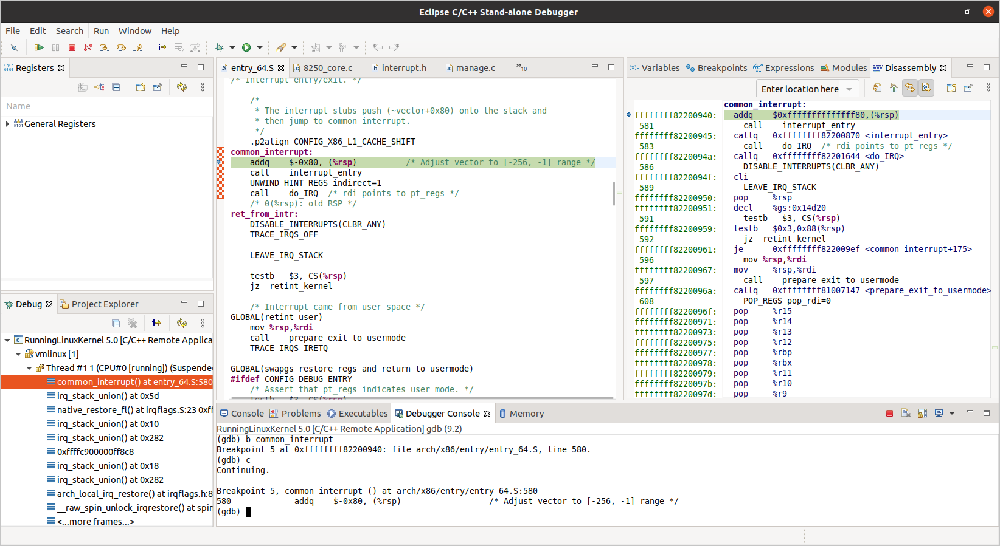 Eclipse C/C++ Stand-alone Debugger
File Edit Search Run Window Help
Registers
Name
General Registers
Debug Project Explorer
RunningLinuxKernel 5.0 [C/C++ Remote Applica
vmlinux [1]
Thread #1 1 (CPU#0 [running]) (Suspended
common_interrupt() at entry_64.S:580
irq_stack_union() at 0x5d
native_restore_fl() at irqflags.S:23 0xff
irq_stack_union() at 0x10
irq_stack_union() at 0x282
0xffffc900000ff8c8
irq_stack_union() at 0x18
irq_stack_union() at 0x282
arch_local_irq_restore() at irqflags.h:8
__raw_spin_unlock_irqrestore() at spin
<...more frames...>
entry_64.S 8250_core.c interrupt.h manage.c »10
/* Interrupt entry/exit. */
/*
* The interrupt stubs push (~vector+0x80) onto the stack and
* then jump to common_interrupt.
*/
.p2align CONFIG_X86_L1_CACHE_SHIFT
common_interrupt:
addq $-0x80, (%rsp) /* Adjust vector to [-256, -1] range */
call interrupt_entry
UNWIND_HINT_REGS indirect=1
call do_IRQ /* rdi points to pt_regs */
/* 0(%rsp): old RSP */
ret_from_intr:
DISABLE_INTERRUPTS(CLBR_ANY)
TRACE_IRQS_OFF
LEAVE_IRQ_STACK
testb $3, CS(%rsp)
jz retint_kernel
/* Interrupt came from user space */
GLOBAL(retint_user)
mov %rsp,%rdi
call prepare_exit_to_usermode
TRACE_IRQS_IRETQ
GLOBAL(swapgs_restore_regs_and_return_to_usermode)
#ifdef CONFIG_DEBUG_ENTRY
/* Assert that pt_regs indicates user mode. */
testb $3, CS(%rsp)
Variables Breakpoints Expressions Modules Disassembly
Enter location here
common_interrupt:
ffffffff82200940: addq $0xffffffffffffff80,(%rsp)
581 call interrupt_entry
ffffffff82200945: callq 0xffffffff82200870 <interrupt_entry>
583 call do_IRQ /* rdi points to pt_regs */
ffffffff8220094a: callq 0xffffffff82201644 <do_IRQ>
586 DISABLE_INTERRUPTS(CLBR_ANY)
ffffffff8220094f: cli
589 LEAVE_IRQ_STACK
ffffffff82200950: pop %rsp
ffffffff82200951: decl %gs:0x14d20
591 testb $3, CS(%rsp)
ffffffff82200959: testb $0x3,0x88(%rsp)
592 jz retint_kernel
ffffffff82200961: je 0xffffffff822009ef <common_interrupt+175>
596 mov %rsp,%rdi
ffffffff82200967: mov %rsp,%rdi
597 call prepare_exit_to_usermode
ffffffff8220096a: callq 0xffffffff81007147 <prepare_exit_to_usermode>
608 POP_REGS pop_rdi=0
ffffffff8220096f: pop %r15
ffffffff82200971: pop %r14
ffffffff82200973: pop %r13
ffffffff82200975: pop %r12
ffffffff82200977: pop %rbp
ffffffff82200978: pop %rbx
ffffffff82200979: pop %r11
ffffffff8220097b: pop %r10
ffffffff8220097d: pop %r9
Console Problems Executables Debugger Console Memory
RunningLinuxKernel 5.0 [C/C++ Remote Application] gdb (9.2)
(gdb) b common_interrupt
Breakpoint 5 at 0xffffffff82200940: file arch/x86/entry/entry_64.S, line 580.
(gdb) c
Continuing.
Breakpoint 5, common_interrupt () at arch/x86/entry/entry_64.S:580
580 addq $-0x80, (%rsp) /* Adjust vector to [-256, -1] range */
(gdb)